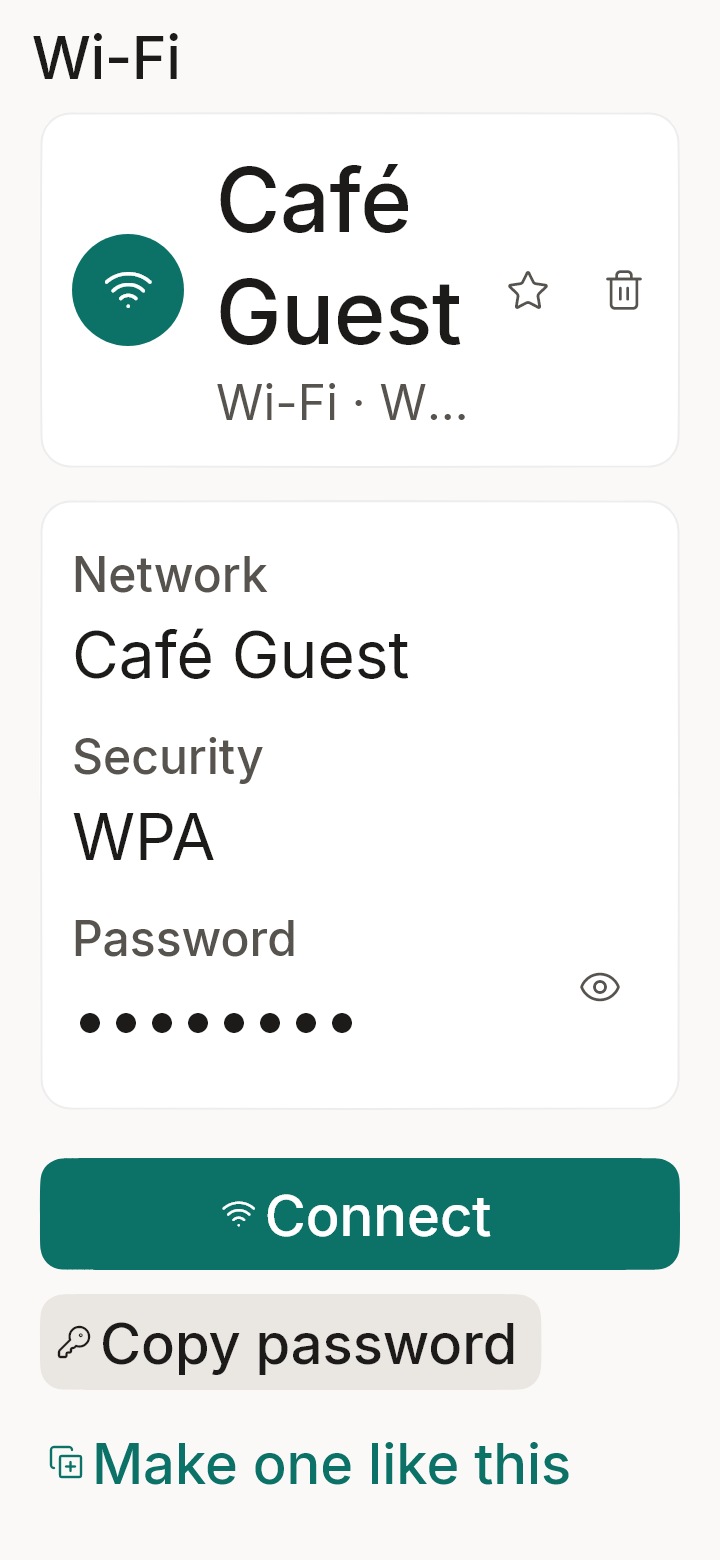 Wi-Fi
Café
Guest
Wi-Fi · W…
Network
Café Guest
Security
WPA
Password
••••••••
Connect
Copy password
Make one like this